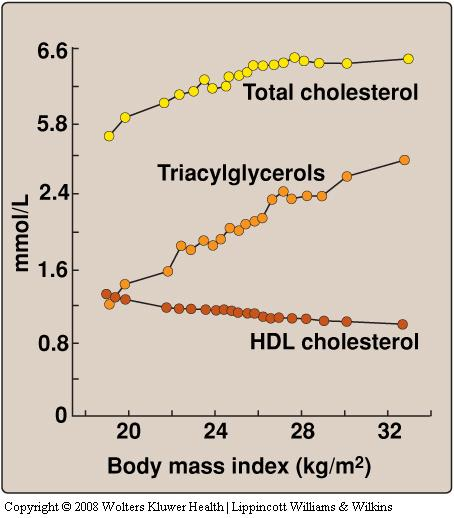 6.6
Total cholesterol
5.8
Triacylglycerols
2.4
mmol/L
1.6
HDL cholesterol
0.8
0
20 24 28 32
Body mass index (kg/m²)
Copyright © 2008 Wolters Kluwer Health | Lippincott Williams & Wilkins